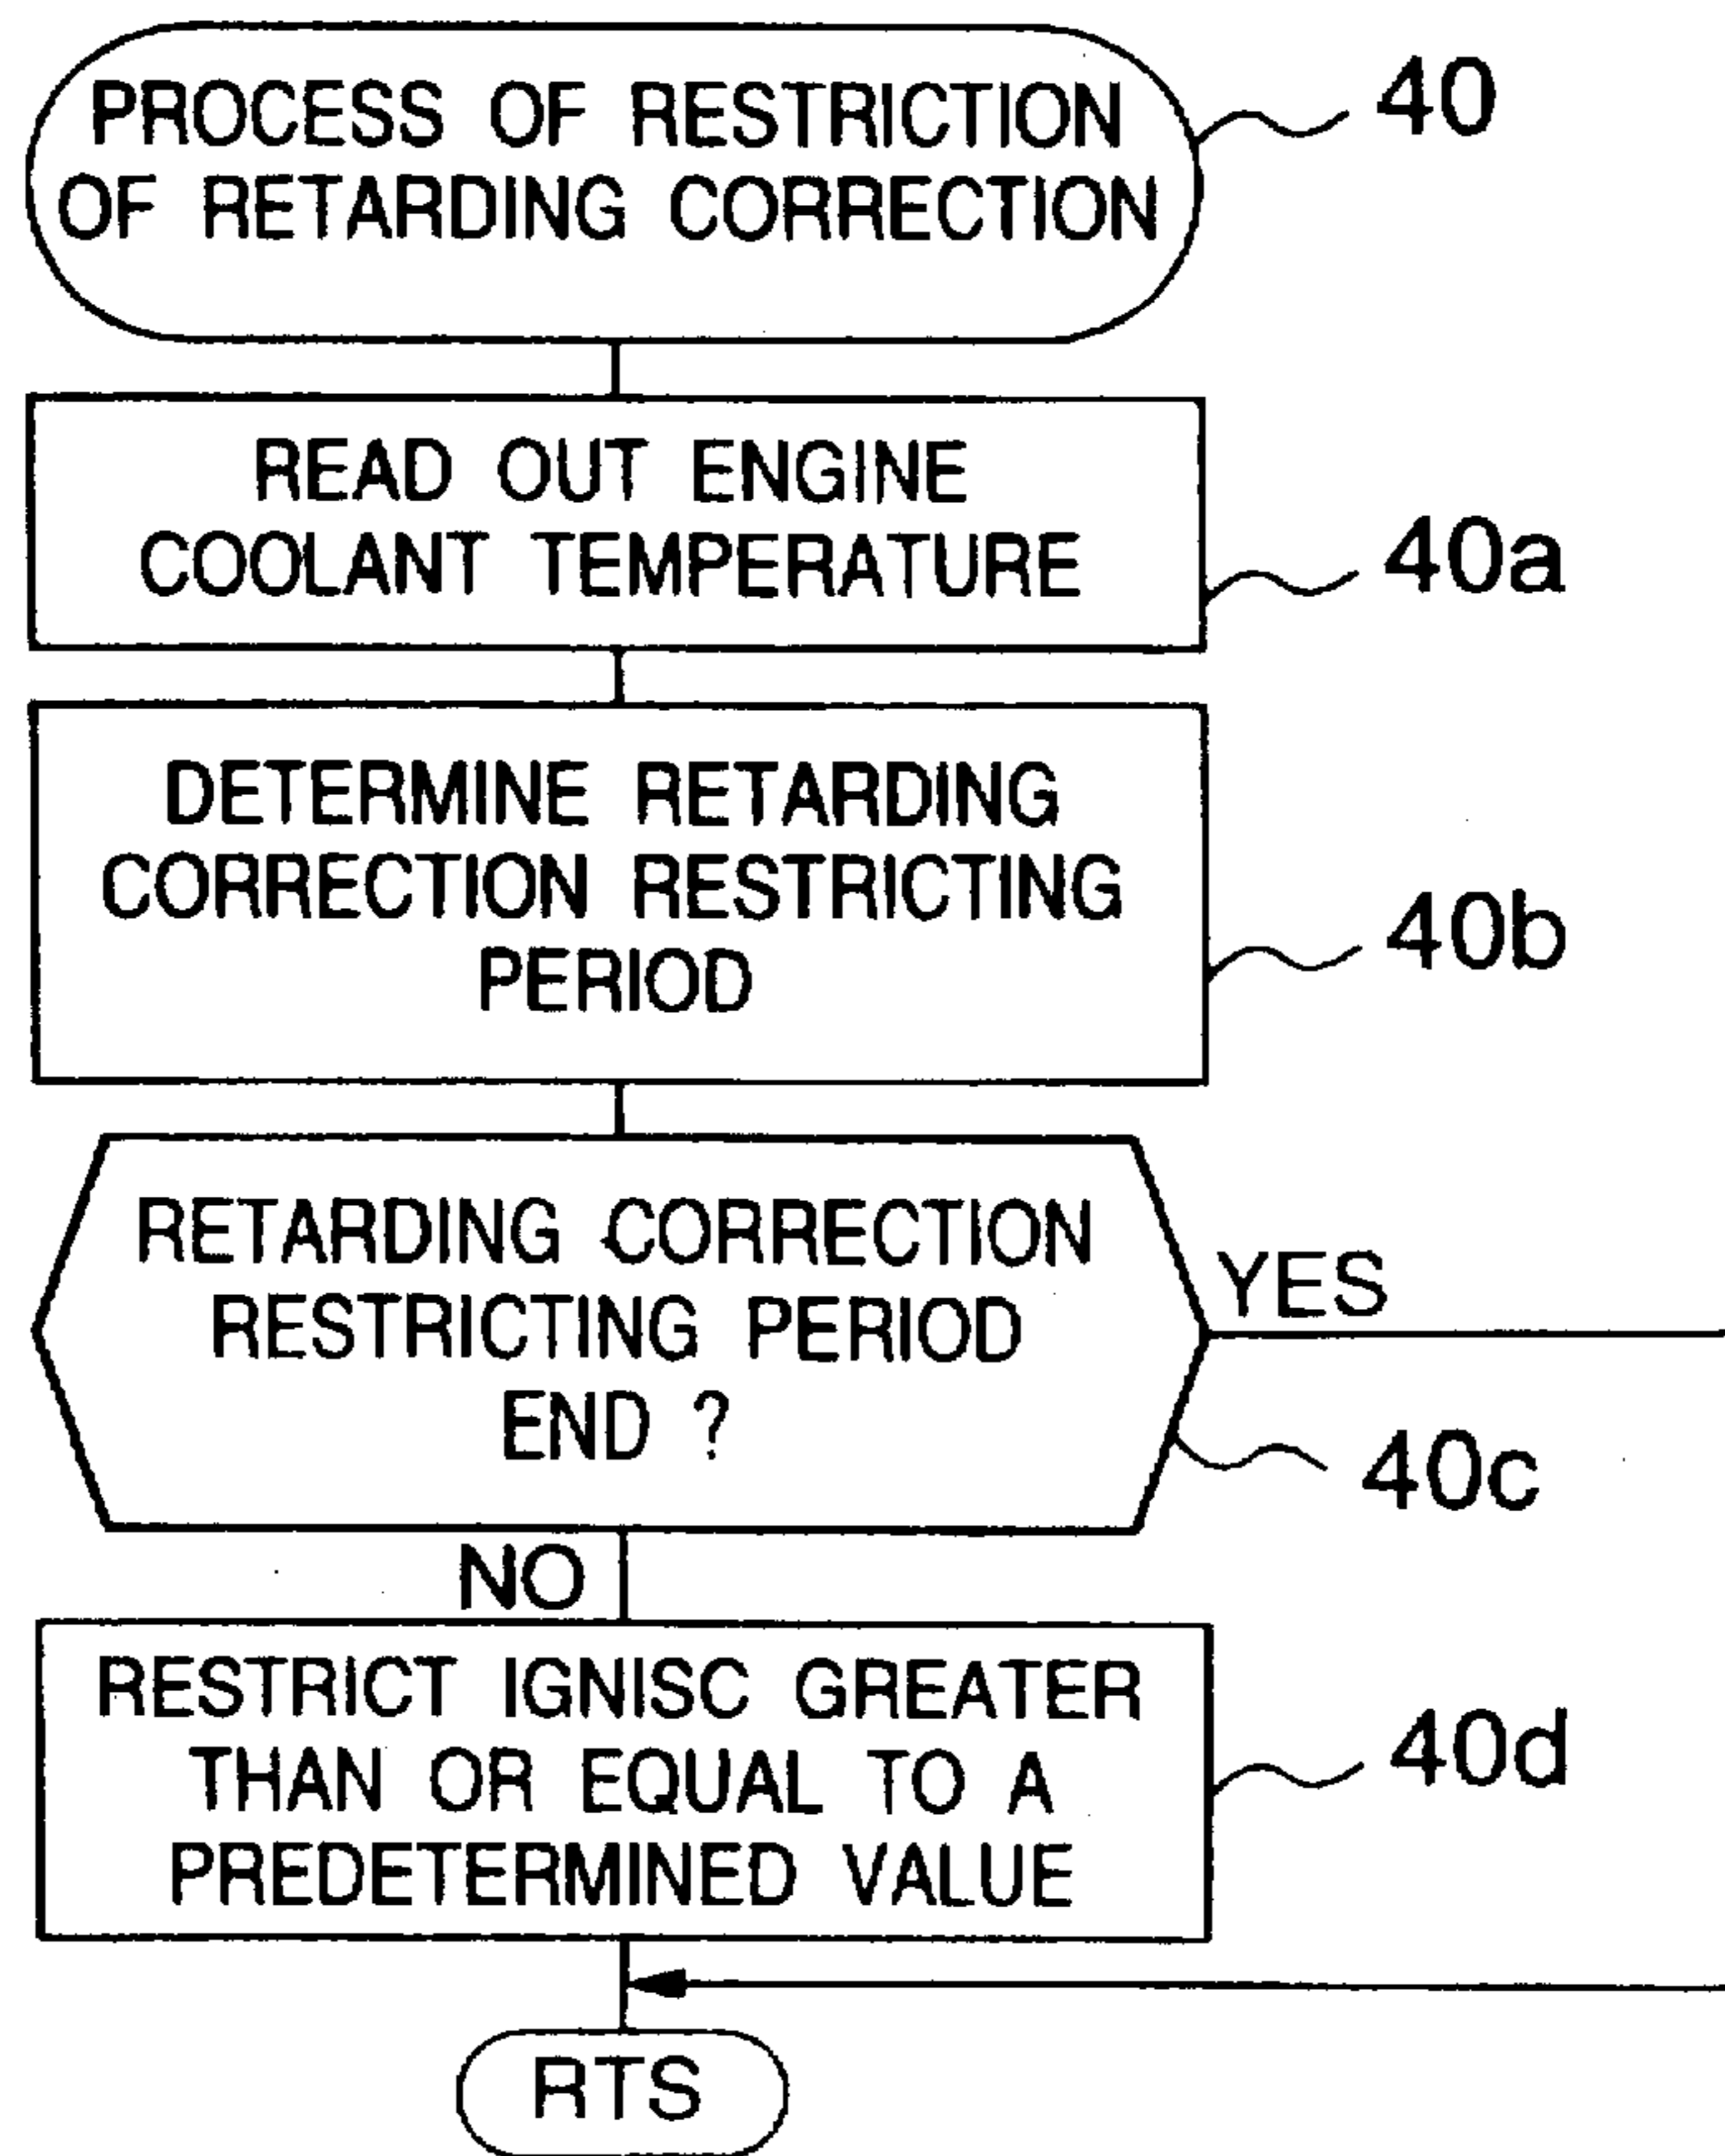 PROCESS OF RESTRICTION
OF RETARDING CORRECTION
40
READ OUT ENGINE
COOLANT TEMPERATURE
40a
DETERMINE RETARDING
CORRECTION RESTRICTING
PERIOD
40b
RETARDING CORRECTION
RESTRICTING PERIOD
END ?
YES
40c
NO
RESTRICT IGNISC GREATER
THAN OR EQUAL TO A
PREDETERMINED VALUE
40d
RTS